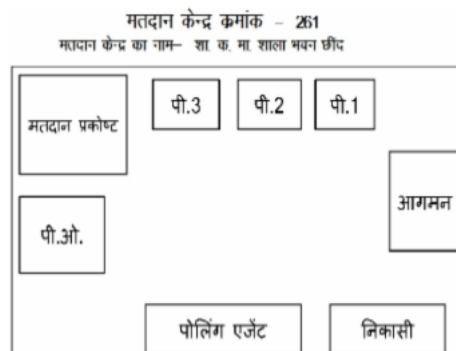 मतदान केन्द्र क्रमांक - 261
मतदान केन्द्र का नाम– शा. क. मा. शाला भवन छींद
मतदान प्रकोष्ट
पी.3
पी.2
पी.1
आगमन
पी.ओ.
पोलिंग एजेंट
निकासी